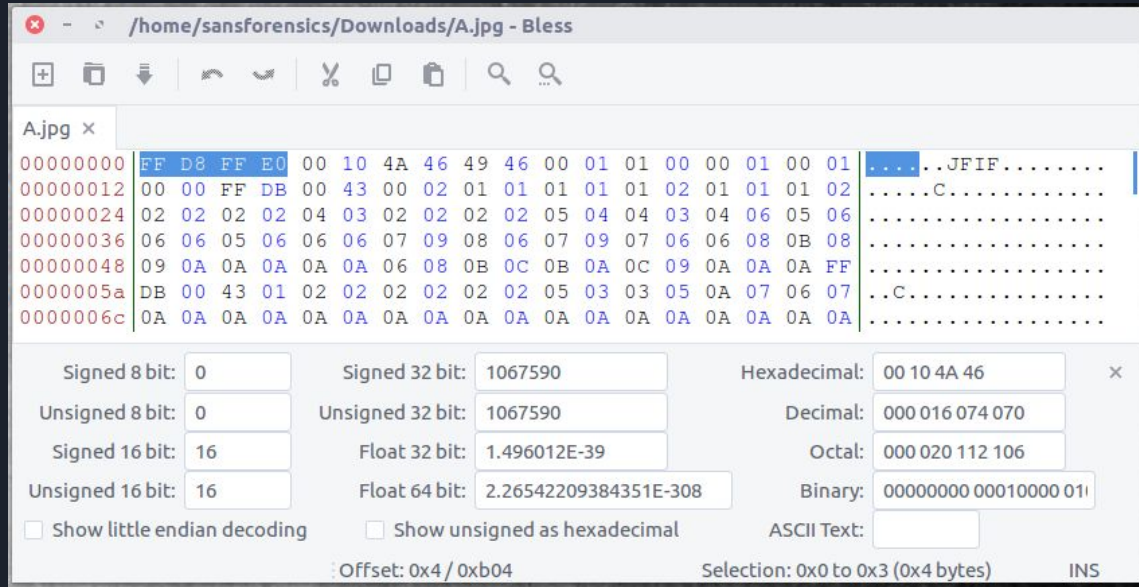 /home/sansforensics/Downloads/A.jpg - Bless
A.jpg ×
00000000 FF D8 FF E0 00 10 4A 46 49 46 00 01 01 00 00 01 00 01 ......JFIF........
00000012 00 00 FF DB 00 43 00 02 01 01 01 01 01 02 01 01 01 02 .....C............
00000024 02 02 02 02 04 03 02 02 02 02 05 04 04 03 04 06 05 06 ..................
00000036 06 06 05 06 06 06 07 09 08 06 07 09 07 06 06 08 0B 08 ..................
00000048 09 0A 0A 0A 0A 0A 06 08 0B 0C 0B 0A 0C 09 0A 0A 0A FF ..................
0000005a DB 00 43 01 02 02 02 02 02 02 05 03 03 05 0A 07 06 07 ..C...............
0000006c 0A 0A 0A 0A 0A 0A 0A 0A 0A 0A 0A 0A 0A 0A 0A 0A 0A 0A ..................
Signed 8 bit: 0 Signed 32 bit: 1067590 Hexadecimal: 00 10 4A 46 ×
Unsigned 8 bit: 0 Unsigned 32 bit: 1067590 Decimal: 000 016 074 070
Signed 16 bit: 16 Float 32 bit: 1.496012E-39 Octal: 000 020 112 106
Unsigned 16 bit: 16 Float 64 bit: 2.26542209384351E-308 Binary: 00000000 00010000 01
Show little endian decoding Show unsigned as hexadecimal ASCII Text:
Offset: 0x4 / 0xb04 Selection: 0x0 to 0x3 (0x4 bytes) INS